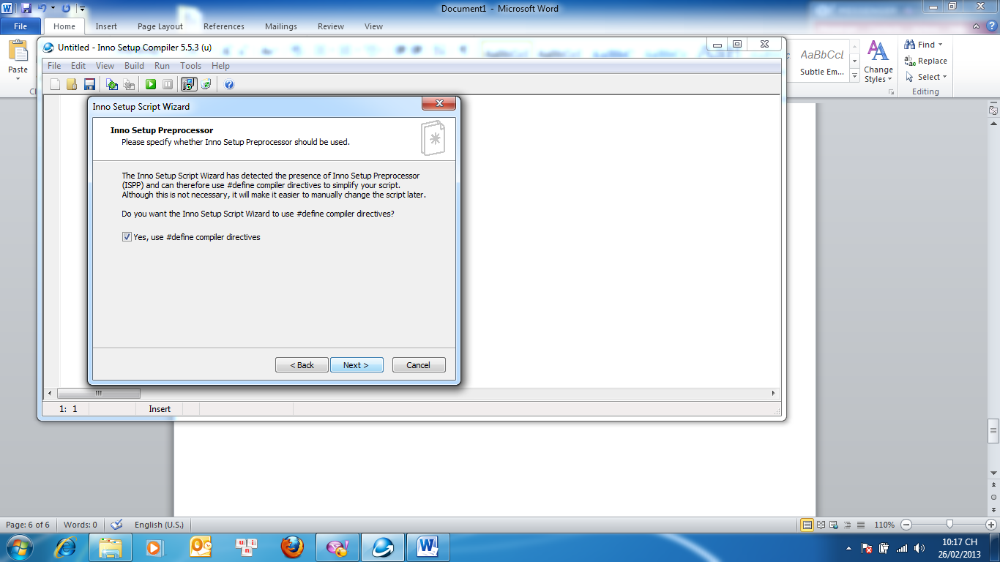 Document1 - Microsoft Word
File Home Insert Page Layout References Mailings Review View
Paste
Untitled - Inno Setup Compiler 5.5.3 (u)
File Edit View Build Run Tools Help
AaBbCcL
Subtle Em...
Change
Styles
Find
Replace
Select
Editing
Inno Setup Script Wizard
Inno Setup Preprocessor
Please specify whether Inno Setup Preprocessor should be used.
The Inno Setup Script Wizard has detected the presence of Inno Setup Preprocessor
(ISPP) and can therefore use #define compiler directives to simplify your script.
Although this is not necessary, it will make it easier to manually change the script later.
Do you want the Inno Setup Script Wizard to use #define compiler directives?
Yes, use #define compiler directives
< Back Next > Cancel
1: 1 Insert
Page: 6 of 6 Words: 0 English (U.S.) 110%
10:17 CH
26/02/2013